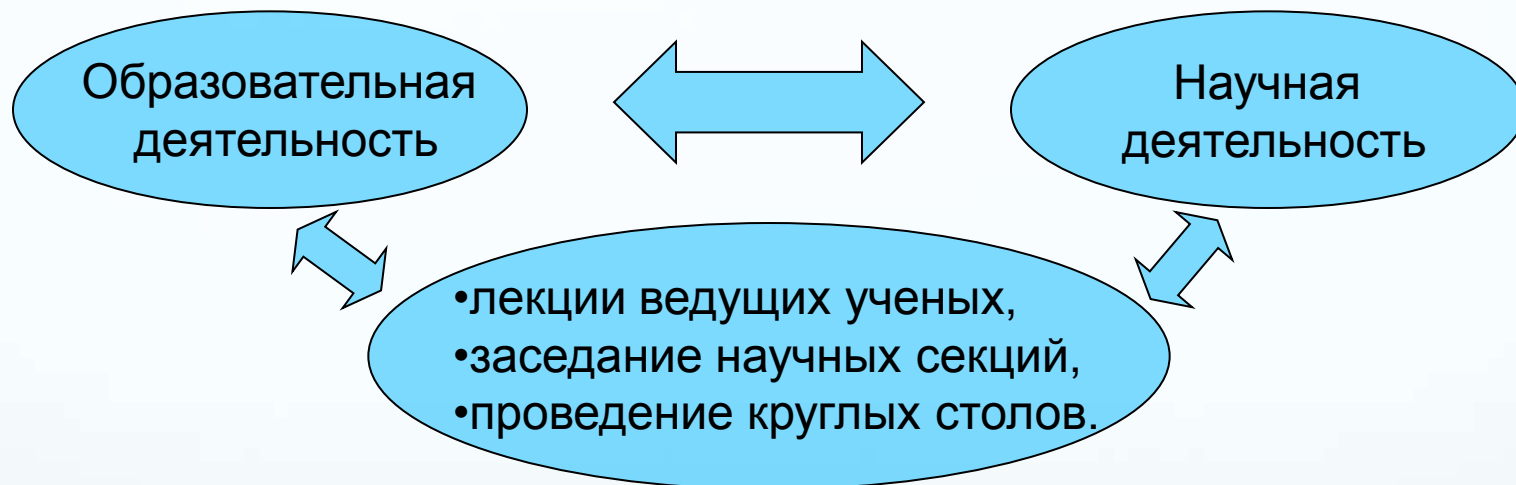 Образовательная
деятельность
Научная
деятельность
•лекции ведущих ученых,
•заседание научных секций,
•проведение круглых столов.